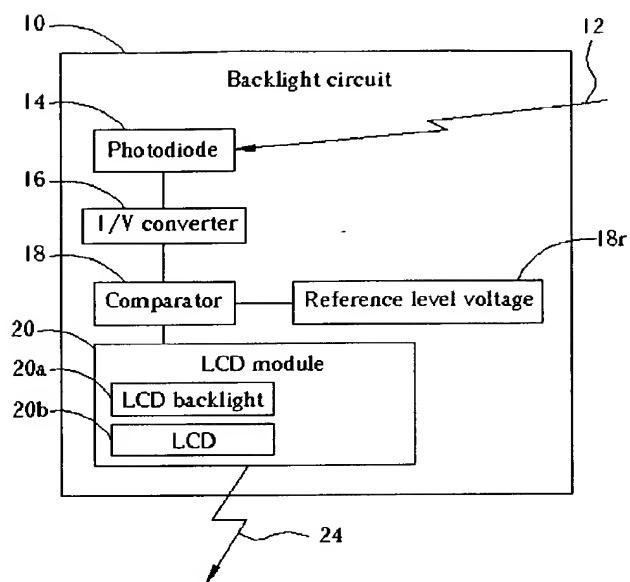 10
12
Backlight circuit
14
Photodiode
16
I/V converter
18
18r
Comparator
Reference level voltage
20
LCD module
20a
LCD backlight
20b
LCD
24